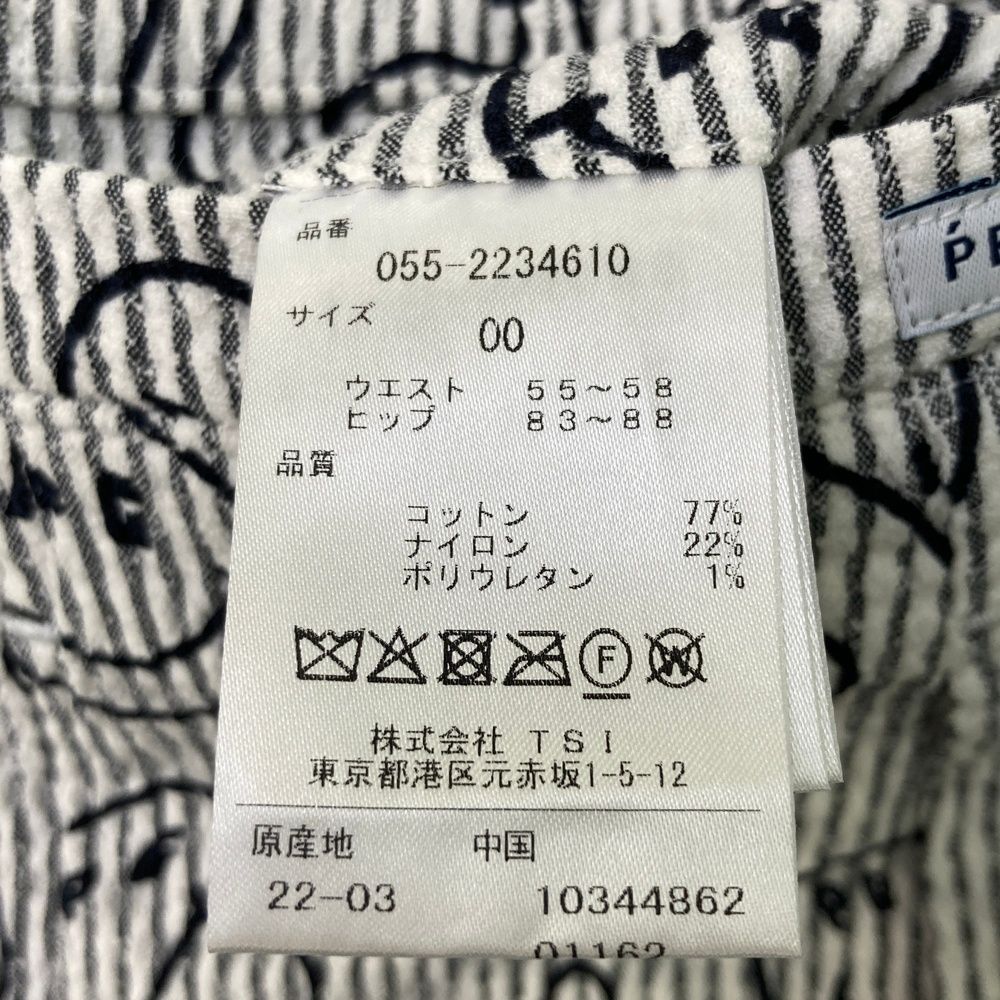 品番
055-2234610
サイズ
00
ウエスト 55～58
ヒップ 83～88
品質
コットン 77%
ナイロン 22%
ポリウレタン 1%
F
W
株式会社 TSI
東京都港区元赤坂1-5-12
原産地 中国
22-03 10344862
01162